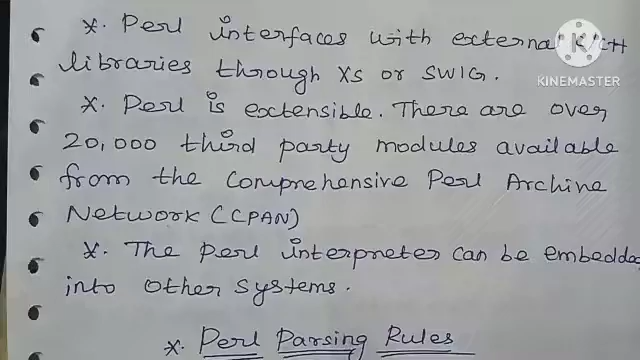 *. Perl interfaces with external
libraries through XS or SWIG.
*. Perl is extensible. There are over
20,000 third party modules available
from the Comprehensive Perl Archive
Network (CPAN)
*. The Perl interpreter can be embedded
into Other Systems.
*. Perl Parsing Rules
KINEMASTER